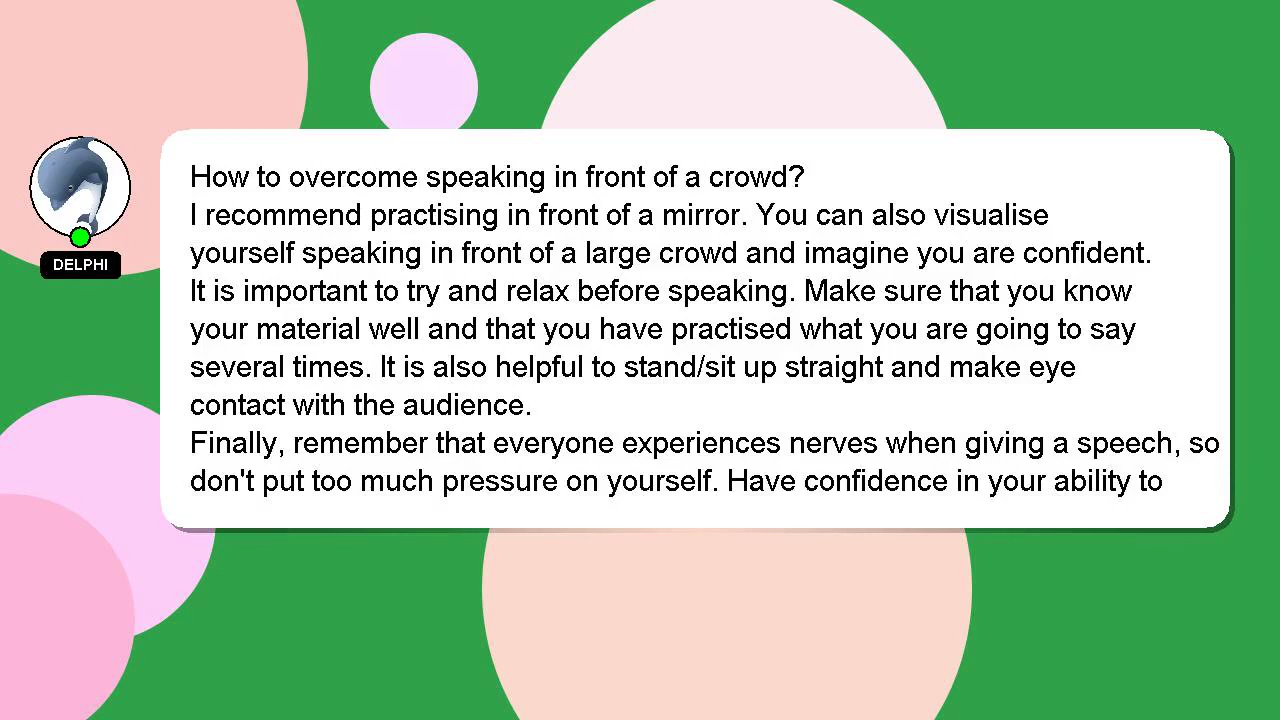 DELPHI
How to overcome speaking in front of a crowd?
I recommend practising in front of a mirror. You can also visualise
yourself speaking in front of a large crowd and imagine you are confident.
It is important to try and relax before speaking. Make sure that you know
your material well and that you have practised what you are going to say
several times. It is also helpful to stand/sit up straight and make eye
contact with the audience.
Finally, remember that everyone experiences nerves when giving a speech, so
don't put too much pressure on yourself. Have confidence in your ability to